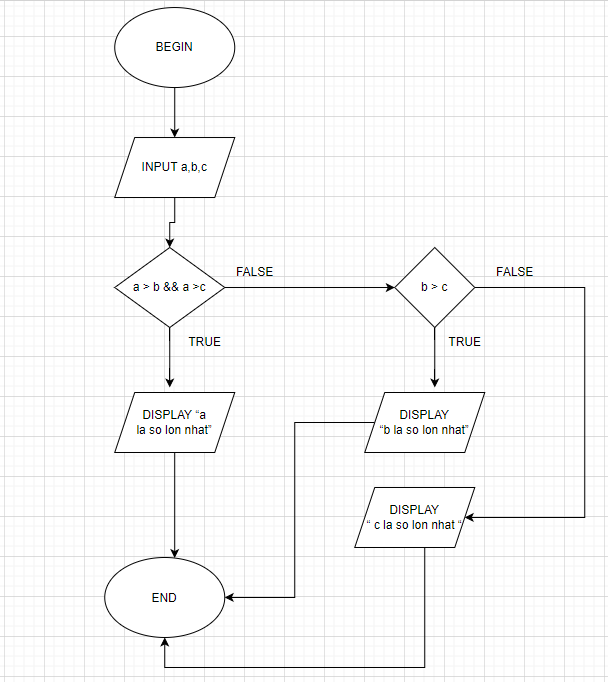 BEGIN
INPUT a,b,c
a > b && a >c
FALSE
b > c
FALSE
TRUE
TRUE
DISPLAY “a
la so lon nhat”
DISPLAY
“b la so lon nhat”
DISPLAY
“ c la so lon nhat “
END